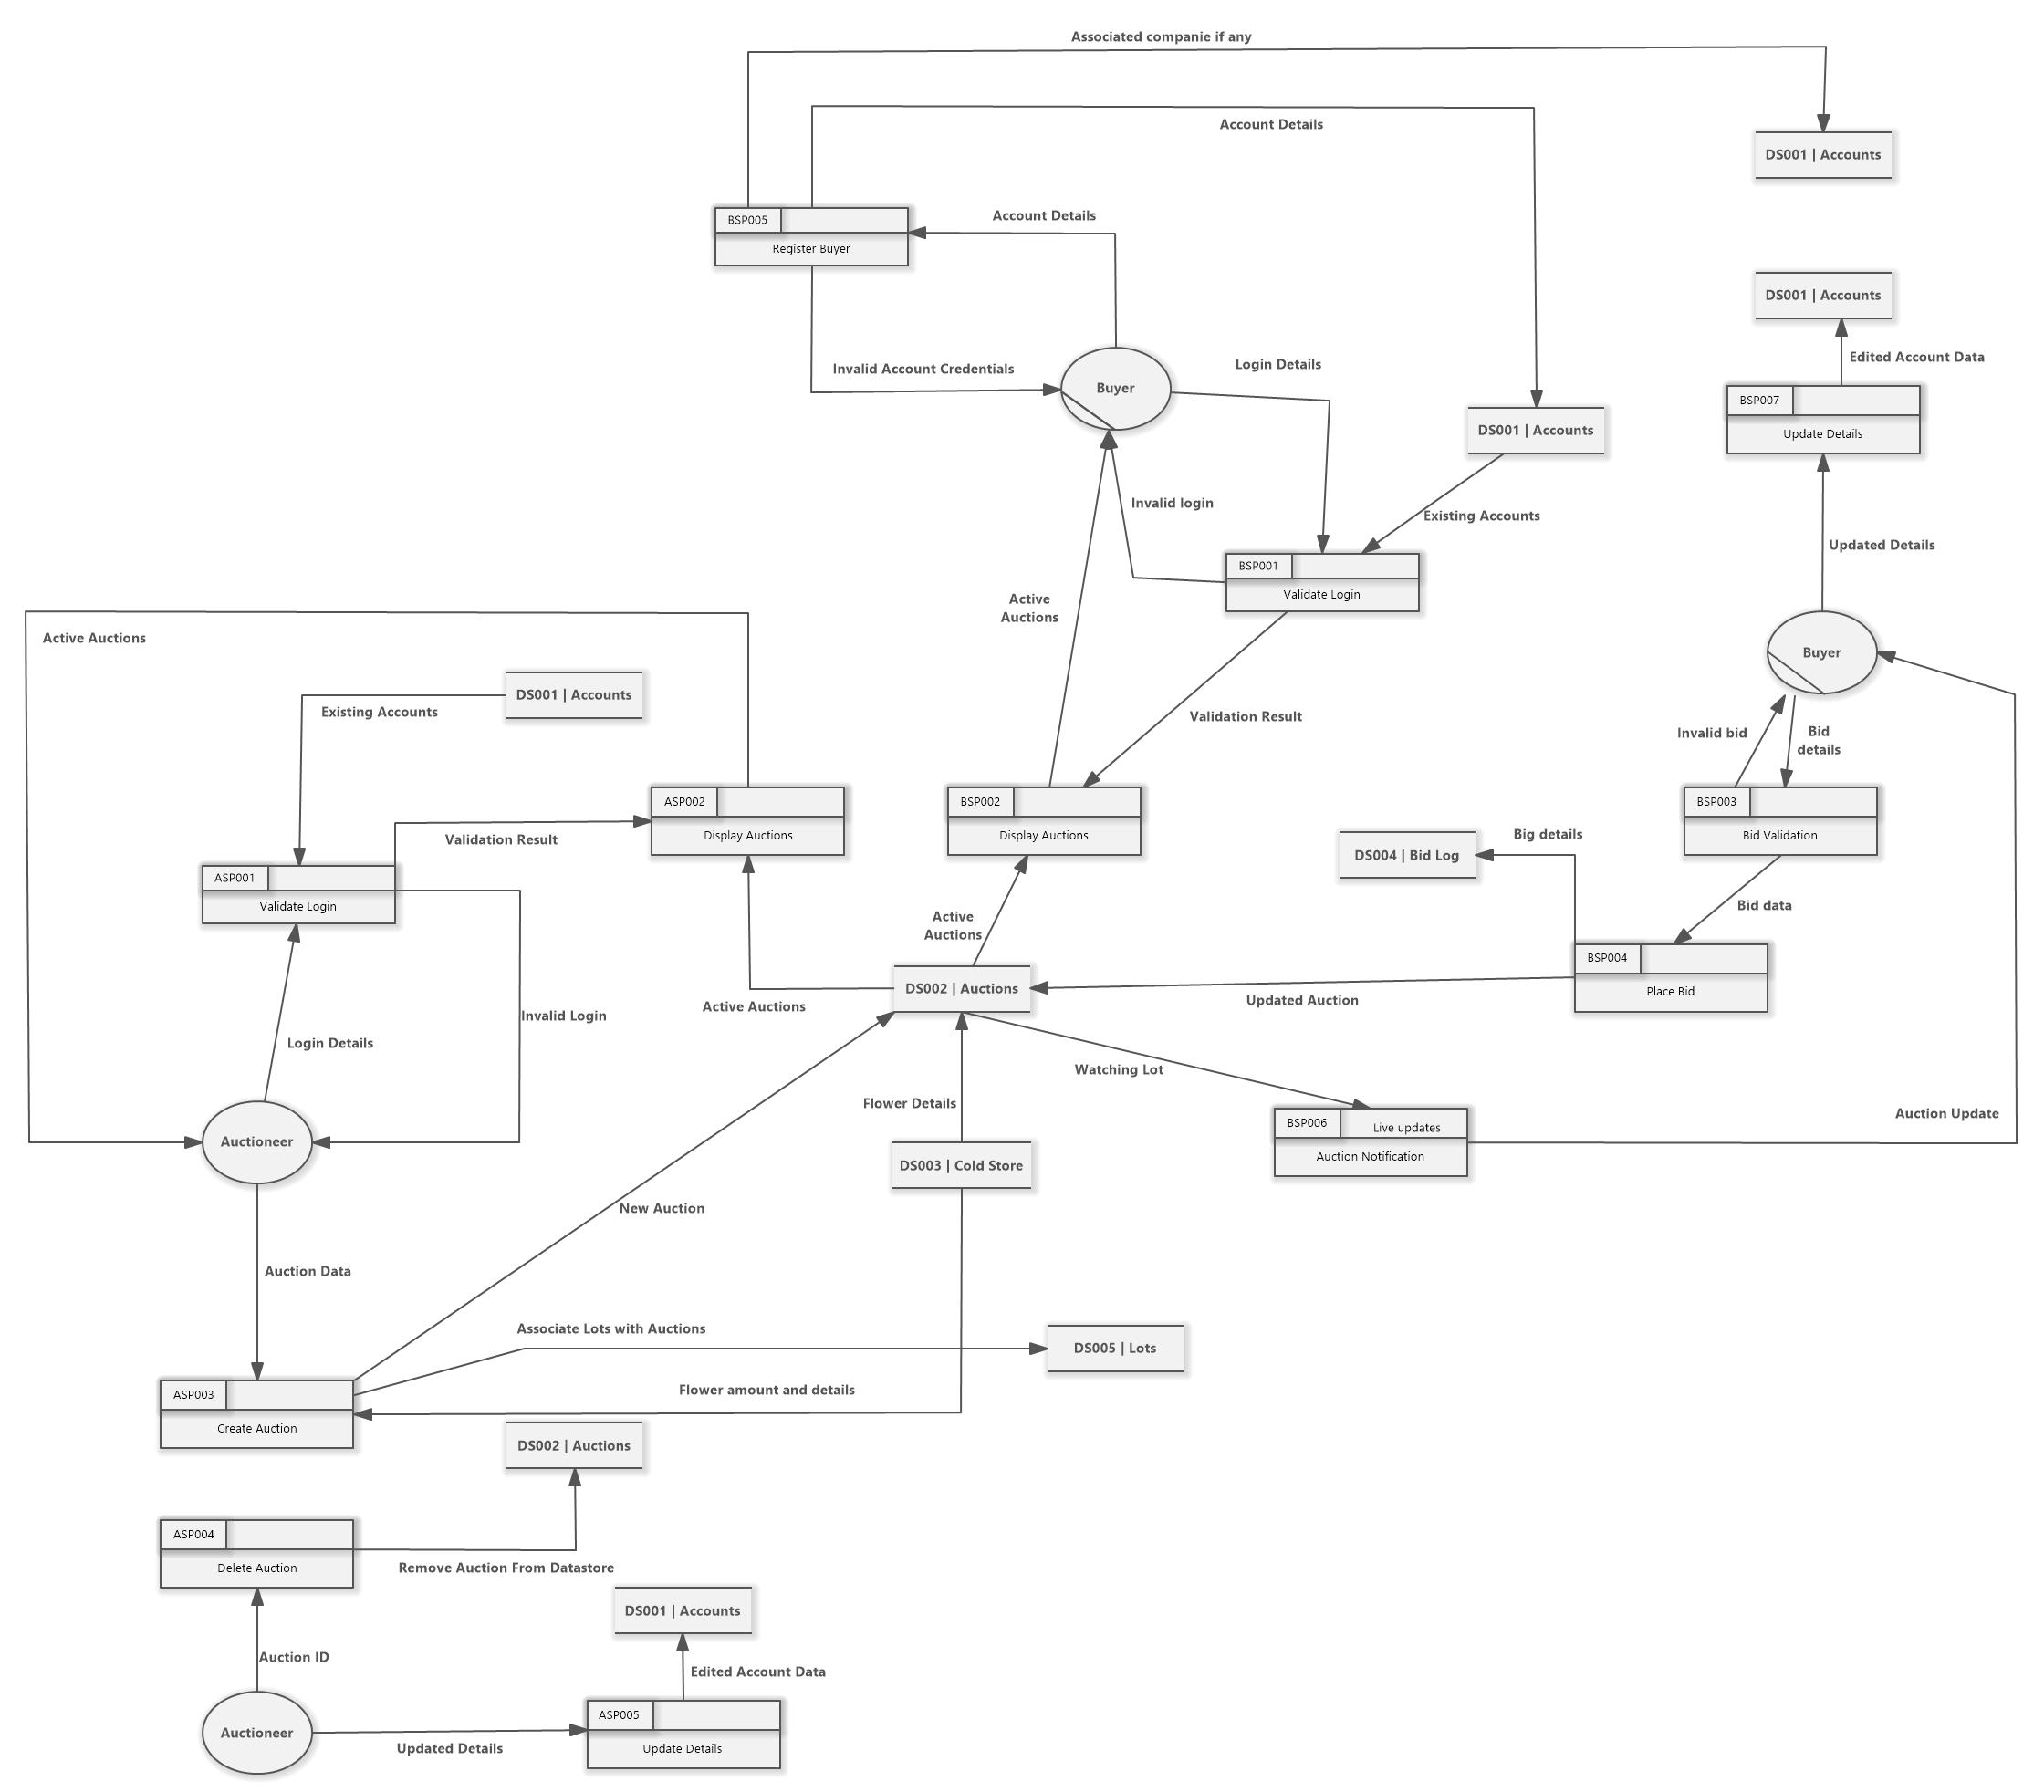 Associated companie if any
Account Details
DS001 | Accounts
BSP005
Register Buyer
Account Details
DS001 | Accounts
Edited Account Data
Invalid Account Credentials
Buyer
Login Details
BSP007
Update Details
DS001 | Accounts
Invalid login
Existing Accounts
Updated Details
BSP001
Validate Login
Active
Auctions
Active Auctions
Buyer
DS001 | Accounts
Existing Accounts
Validation Result
Invalid bid
Bid
details
ASP002
Display Auctions
BSP002
Display Auctions
BSP003
Bid Validation
Validation Result
Big details
DS004 | Bid Log
ASP001
Validate Login
Bid data
Active
Auctions
BSP004
Place Bid
DS002 | Auctions
Updated Auction
Active Auctions
Invalid Login
Login Details
Watching Lot
Flower Details
Auction Update
BSP006
Live updates
Auction Notification
Auctioneer
DS003 | Cold Store
New Auction
Auction Data
Associate Lots with Auctions
DS005 | Lots
Flower amount and details
ASP003
Create Auction
DS002 | Auctions
ASP004
Delete Auction
Remove Auction From Datastore
DS001 | Accounts
Auction ID
Edited Account Data
ASP005
Update Details
Auctioneer
Updated Details